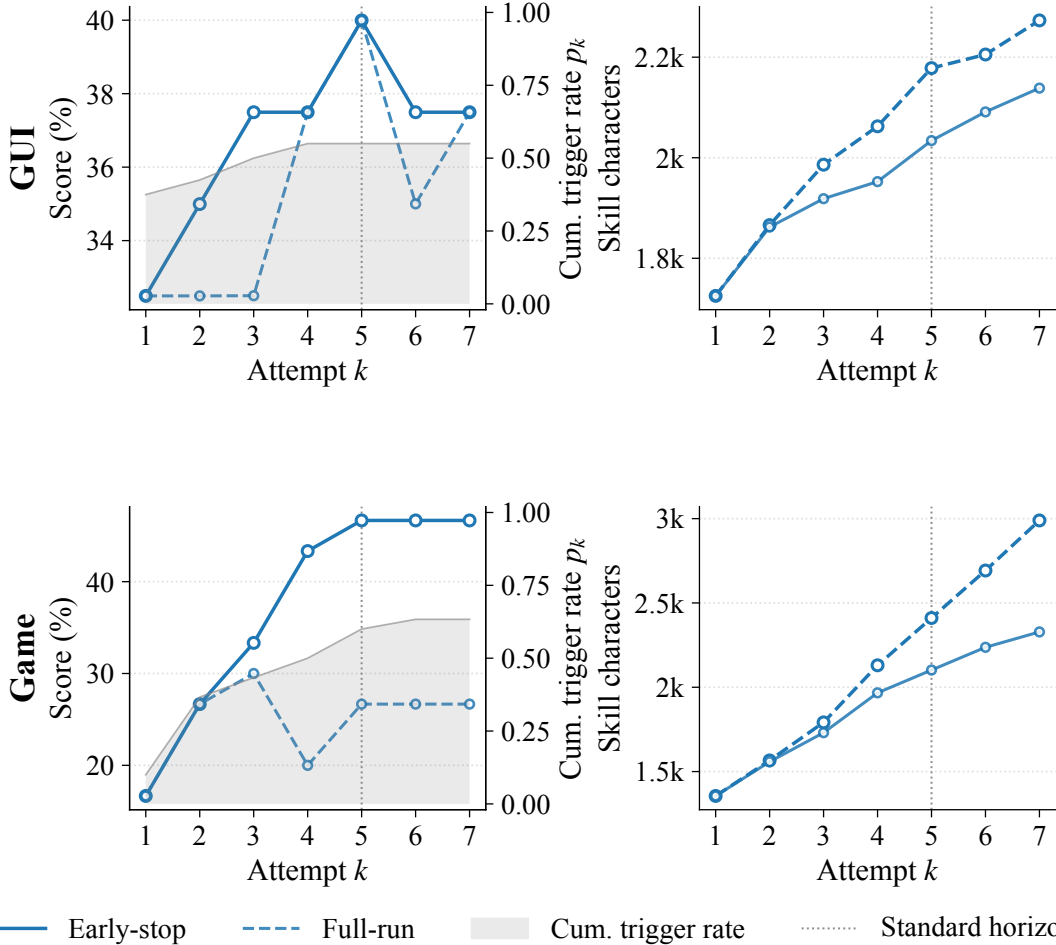 GUI
Score (%)
40
38
36
34
1 2 3 4 5 6 7
Attempt k
1.00
0.75
0.50
0.25
0.00
Cum. trigger rate pₖ
Skill characters
2.2k
2k
1.8k
1 2 3 4 5 6 7
Attempt k
Game
Score (%)
40
30
20
1 2 3 4 5 6 7
Attempt k
1.00
0.75
0.50
0.25
0.00
Cum. trigger rate pₖ
Skill characters
3k
2.5k
2k
1.5k
1 2 3 4 5 6 7
Attempt k
Early-stop Full-run Cum. trigger rate Standard